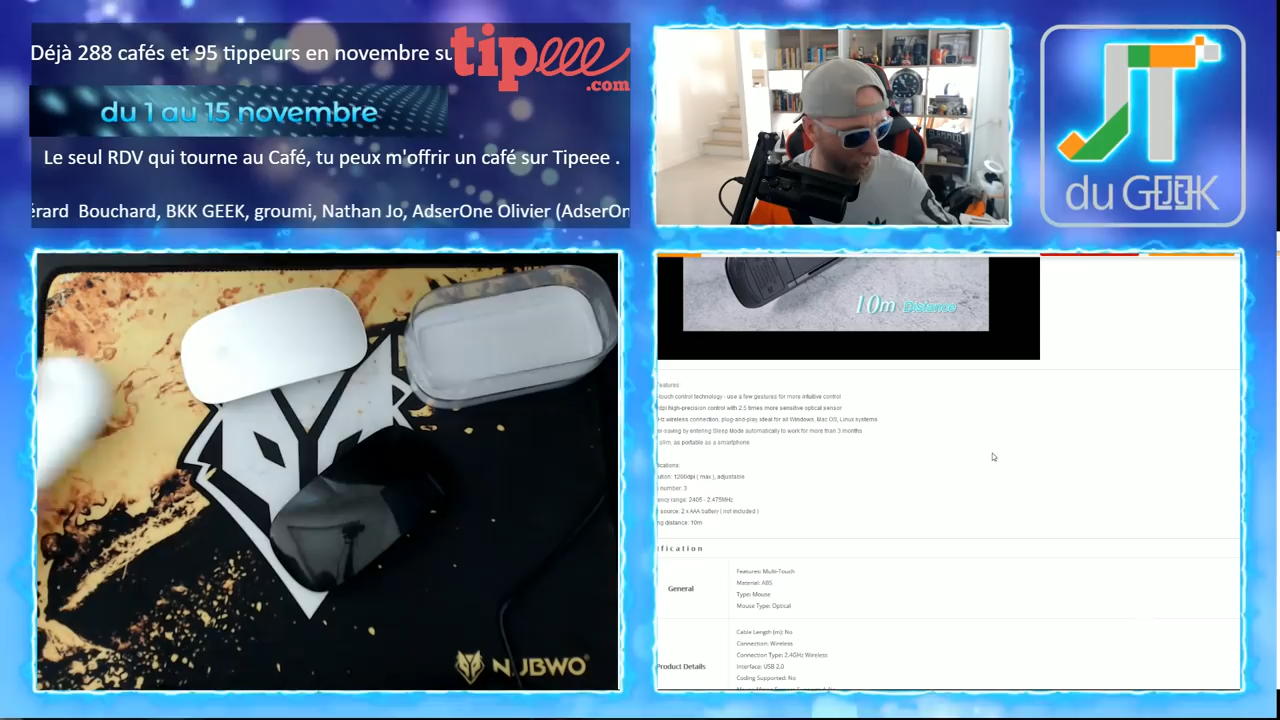 Déjà 288 cafés et 95 tippeurs en novembre su
tipeee
.com
du 1 au 15 novembre
Le seul RDV qui tourne au Café, tu peux m'offrir un café sur Tipeee .
érard Bouchard, BKK GEEK, groumi, Nathan Jo, AdserOne Olivier (AdserOn
JT
du GEEK
NUBWO
10m Distance
eatures:
touch control technology - use a few gestures for more intuitive control
dpi high-precision control with 2.5 times more sensitive optical sensor
Hz wireless connection, plug-and-play, ideal for all Windows, Mac OS, Linux systems
er-saving by entering Sleep Mode automatically to work for more than 3 months
slim, as portable as a smartphone
ications:
ution: 1200dpi ( max ), adjustable
number: 3
ency range: 2405 - 2.475MHz
source: 2 x AAA battery ( not included )
ng distance: 10m
ification
General
Features: Multi-Touch
Material: ABS
Type: Mouse
Mouse Type: Optical
Product Details
Cable Length (m): No
Connection: Wireless
Connection Type: 2.4GHz Wireless
Interface: USB 2.0
Coding Supported: No